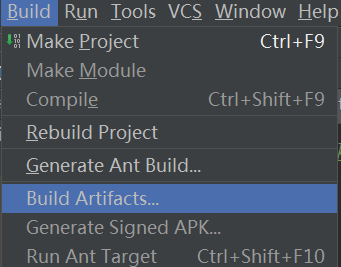 Build Run Tools VCS Window Help
Make Project Ctrl+F9
Make Module
Compile Ctrl+Shift+F9
Rebuild Project
Generate Ant Build...
Build Artifacts...
Generate Signed APK...
Run Ant Target Ctrl+Shift+F10